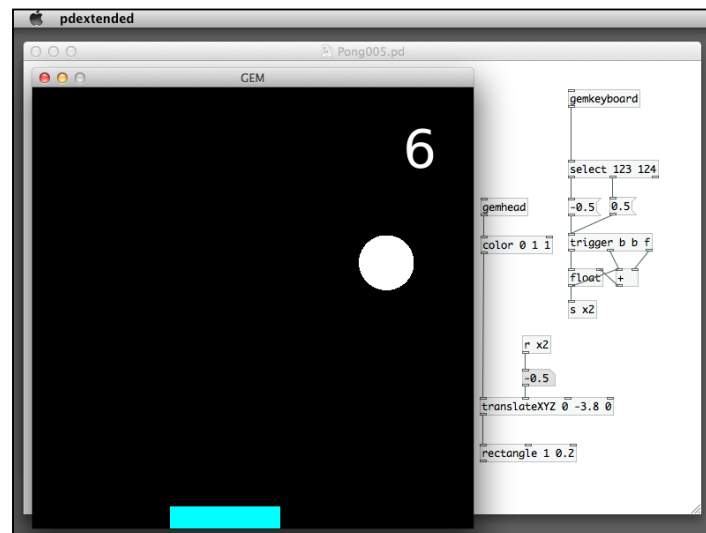 pdextended
Pong005.pd
GEM
6
gemkeyboard
select 123 124
gemhead
-0.5
0.5
color 0 1 1
trigger b b f
float
+
s x2
r x2
-0.5
translateXYZ 0 -3.8 0
rectangle 1 0.2